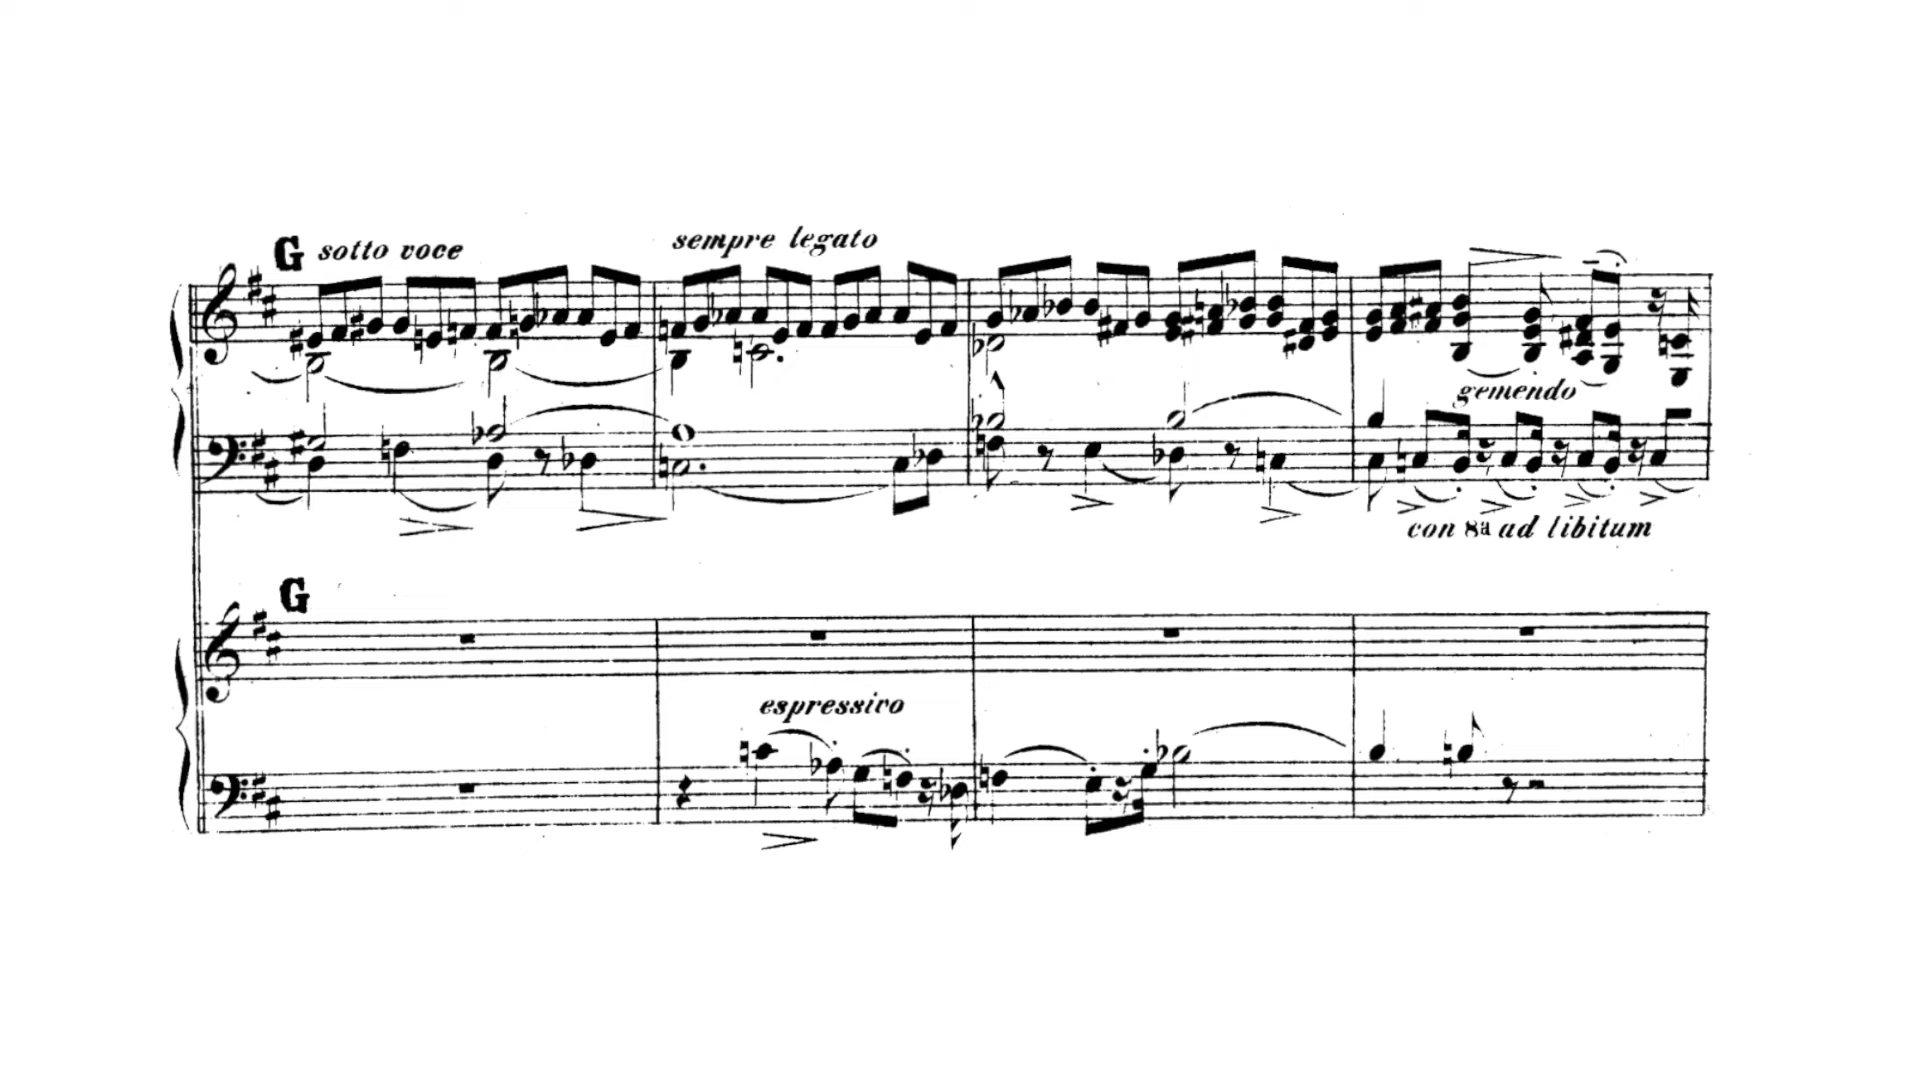 G sotto voce sempre legato
gemendo
con 8a ad libitum
G
espressivo